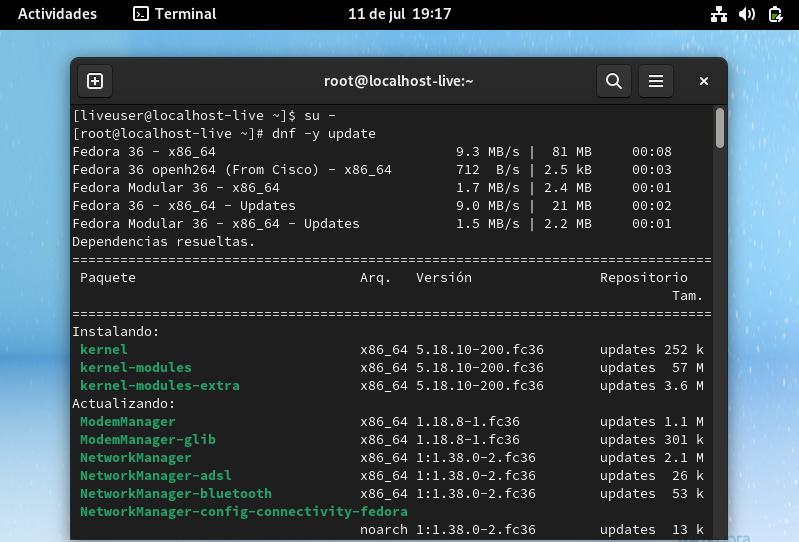 Actividades Terminal 11 de jul 19:17
root@localhost-live:~
[liveuser@localhost-live ~]$ su -
[root@localhost-live ~]# dnf -y update
Fedora 36 - x86_64 9.3 MB/s | 81 MB 00:08
Fedora 36 openh264 (From Cisco) - x86_64 712 B/s | 2.5 kB 00:03
Fedora Modular 36 - x86_64 1.7 MB/s | 2.4 MB 00:01
Fedora 36 - x86_64 - Updates 9.0 MB/s | 21 MB 00:02
Fedora Modular 36 - x86_64 - Updates 1.5 MB/s | 2.2 MB 00:01
Dependencias resueltas.
================================================================================
Paquete Arq. Versión Repositorio
Tam.
================================================================================
Instalando:
kernel x86_64 5.18.10-200.fc36 updates 252 k
kernel-modules x86_64 5.18.10-200.fc36 updates 57 M
kernel-modules-extra x86_64 5.18.10-200.fc36 updates 3.6 M
Actualizando:
ModemManager x86_64 1.18.8-1.fc36 updates 1.1 M
ModemManager-glib x86_64 1.18.8-1.fc36 updates 301 k
NetworkManager x86_64 1:1.38.0-2.fc36 updates 2.1 M
NetworkManager-adsl x86_64 1:1.38.0-2.fc36 updates 26 k
NetworkManager-bluetooth x86_64 1:1.38.0-2.fc36 updates 53 k
NetworkManager-config-connectivity-fedora
noarch 1:1.38.0-2.fc36 updates 13 k